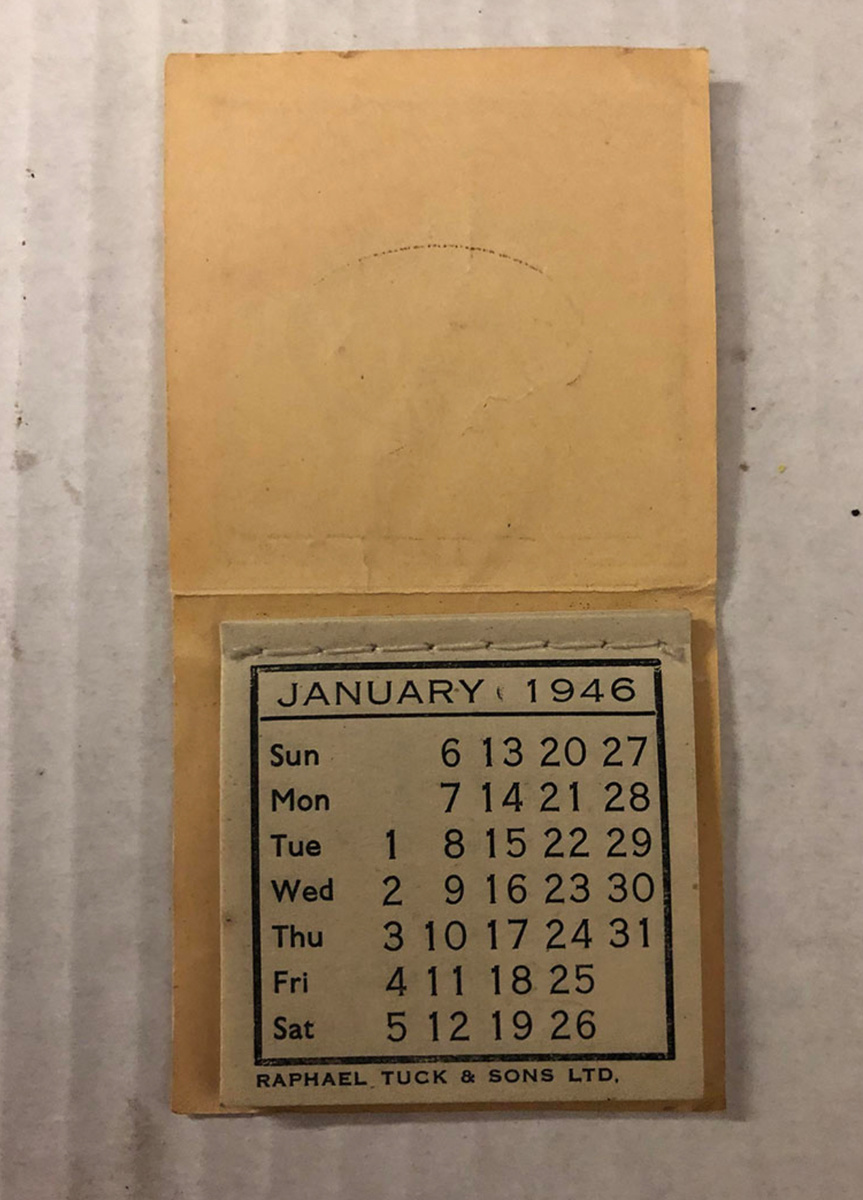 JANUARY 1946
Sun 6 13 20 27
Mon 7 14 21 28
Tue 1 8 15 22 29
Wed 2 9 16 23 30
Thu 3 10 17 24 31
Fri 4 11 18 25
Sat 5 12 19 26
RAPHAEL TUCK & SONS LTD.